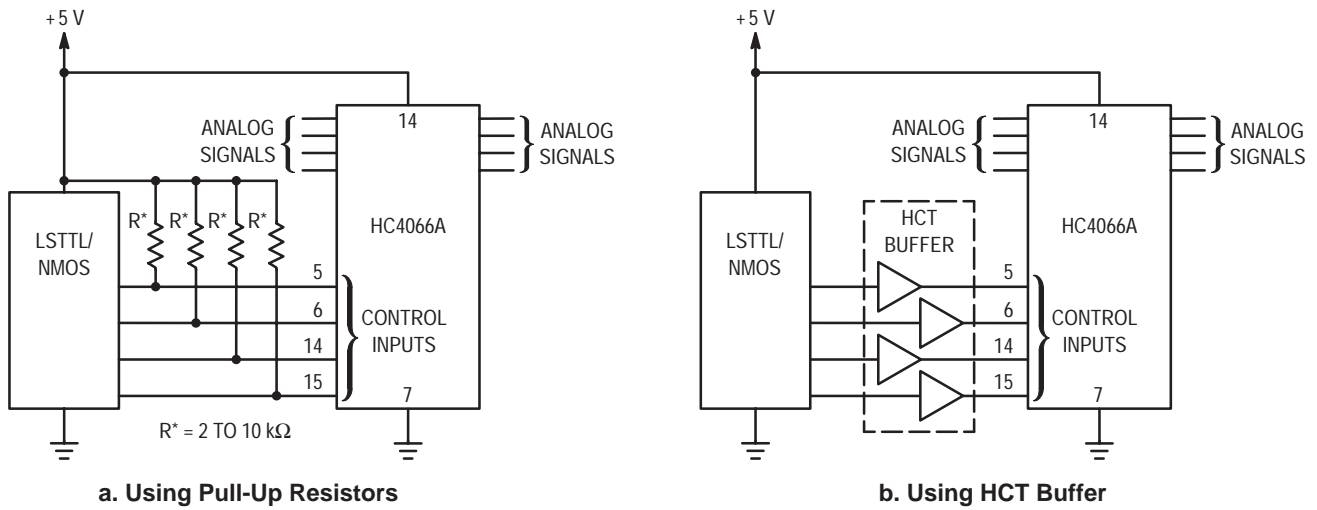 +5 V
14
ANALOG
SIGNALS
ANALOG
SIGNALS
LSTTL/
NMOS
R* R* R* R*
HC4066A
5
6
14
15
CONTROL
INPUTS
7
R* = 2 TO 10 kΩ
a. Using Pull-Up Resistors
+5 V
14
ANALOG
SIGNALS
ANALOG
SIGNALS
LSTTL/
NMOS
HCT
BUFFER
HC4066A
5
6
14
15
CONTROL
INPUTS
7
b. Using HCT Buffer